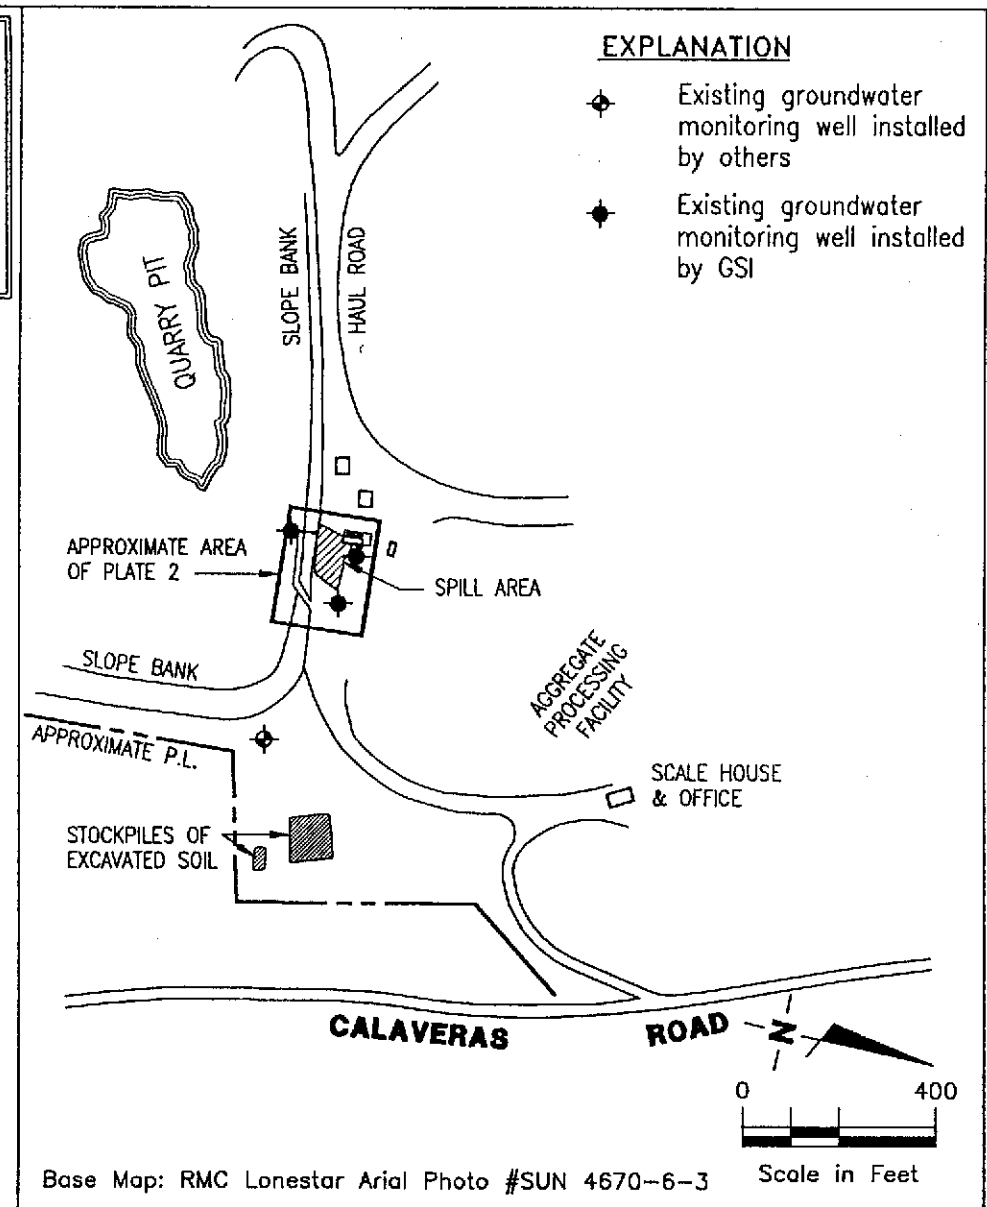 EXPLANATION
Existing groundwater
monitoring well installed
by others
Existing groundwater
monitoring well installed
by GSI
SLOPE BANK
HAUL ROAD
QUARRY PIT
APPROXIMATE AREA
OF PLATE 2
SPILL AREA
SLOPE BANK
AGGREGATE
PROCESSING
FACILITY
APPROXIMATE P.L.
SCALE HOUSE
& OFFICE
STOCKPILES OF
EXCAVATED SOIL
CALAVERAS ROAD
N
0 400
Scale in Feet
Base Map: RMC Lonestar Arial Photo #SUN 4670-6-3